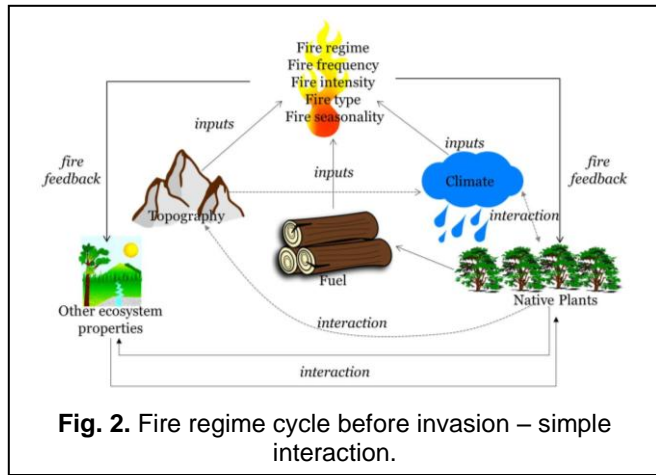 Fire regime
Fire frequency
Fire intensity
Fire type
Fire seasonality
inputs
inputs
inputs
fire
feedback
fire
feedback
Topography
Climate
interaction
Fuel
Native Plants
Other ecosystem
properties
interaction
interaction
Fig. 2. Fire regime cycle before invasion – simple
interaction.